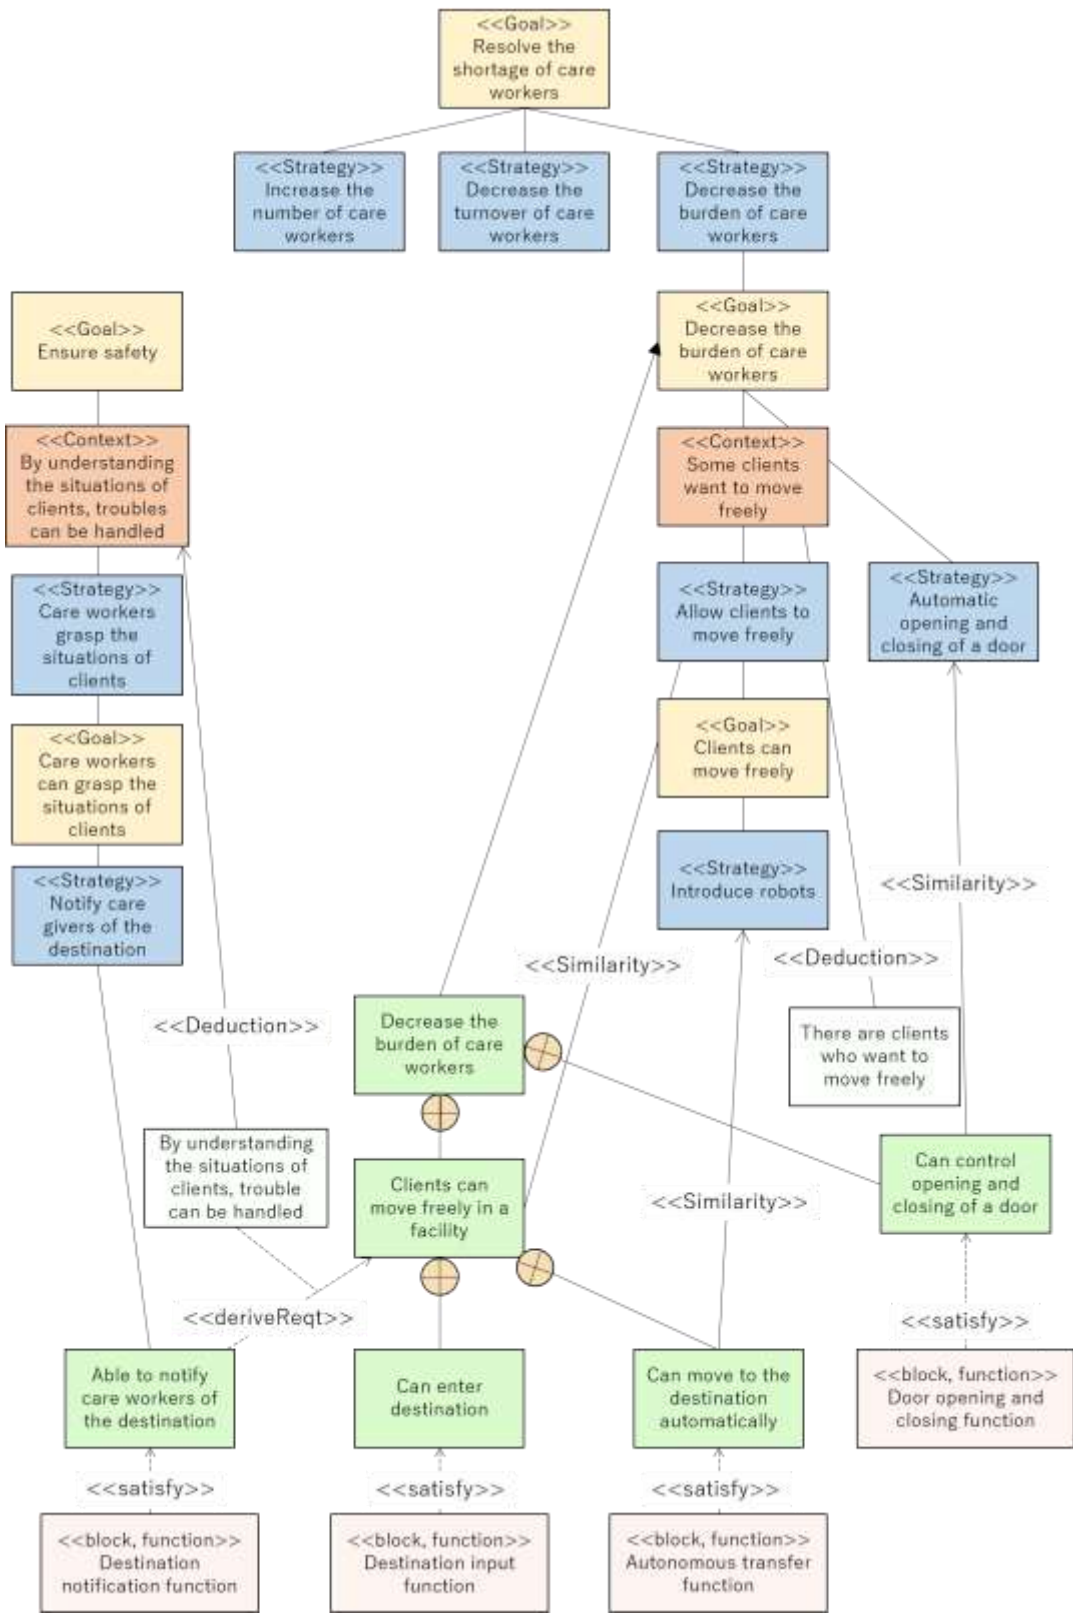 <<Goal>>
Resolve the
shortage of care
workers
<<Strategy>>
Increase the
number of care
workers
<<Strategy>>
Decrease the
turnover of care
workers
<<Strategy>>
Decrease the
burden of care
workers
<<Goal>>
Ensure safety
<<Goal>>
Decrease the
burden of care
workers
<<Context>>
By understanding
the situations of
clients, troubles
can be handled
<<Context>>
Some clients
want to move
freely
<<Strategy>>
Care workers
grasp the
situations of
clients
<<Strategy>>
Allow clients to
move freely
<<Strategy>>
Automatic
opening and
closing of a door
<<Goal>>
Care workers
can grasp the
situations of
clients
<<Goal>>
Clients can
move freely
<<Strategy>>
Notify care
givers of the
destination
<<Strategy>>
Introduce robots
<<Similarity>>
<<Similarity>>
<<Deduction>>
<<Deduction>>
Decrease the
burden of care
workers
There are clients
who want to
move freely
By understanding
the situations of
clients, trouble
can be handled
Clients can
move freely in a
facility
<<Similarity>>
Can control
opening and
closing of a door
<<deriveReqt>>
<<satisfy>>
Able to notify
care workers of
the destination
Can enter
destination
Can move to the
destination
automatically
<<block, function>>
Door opening and
closing function
<<satisfy>>
<<satisfy>>
<<satisfy>>
<<block, function>>
Destination
notification function
<<block, function>>
Destination input
function
<<block, function>>
Autonomous transfer
function